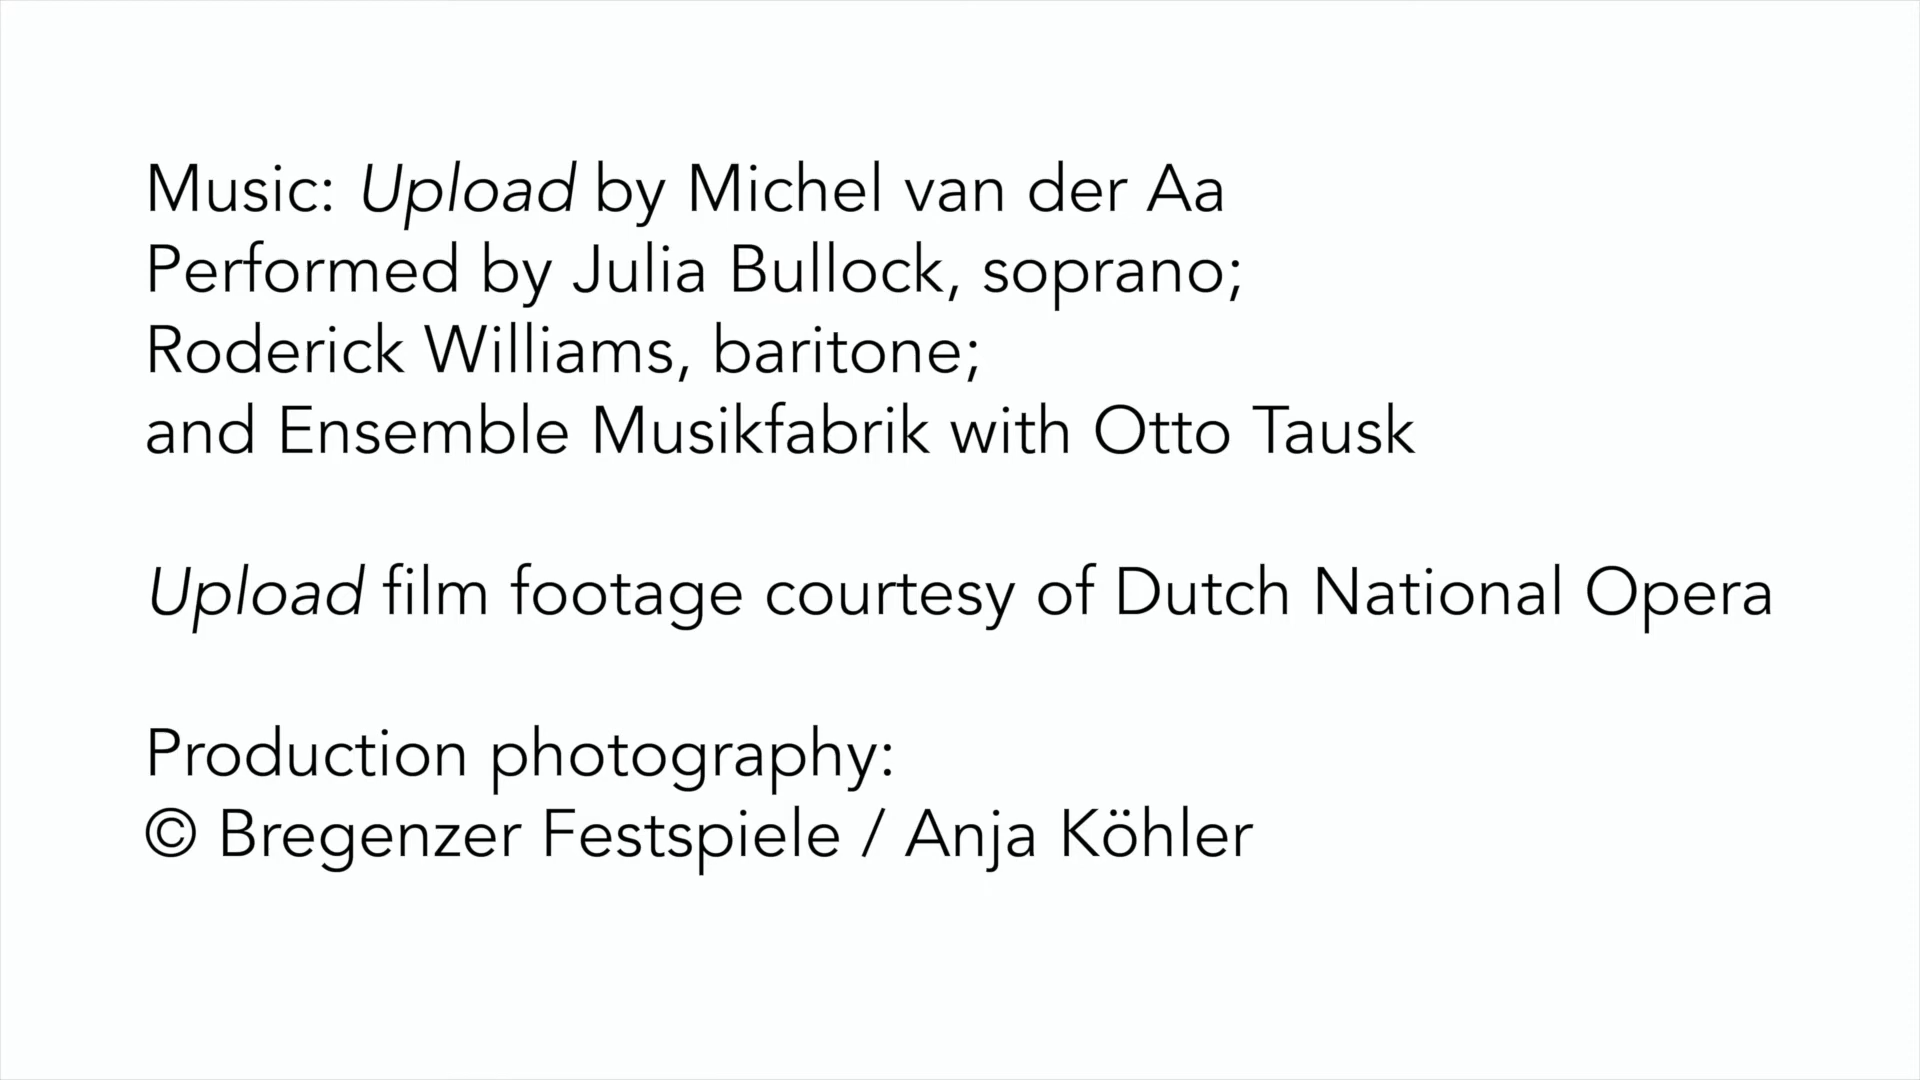 Music: Upload by Michel van der Aa
Performed by Julia Bullock, soprano;
Roderick Williams, baritone;
and Ensemble Musikfabrik with Otto Tausk
Upload film footage courtesy of Dutch National Opera
Production photography:
© Bregenzer Festspiele / Anja Köhler